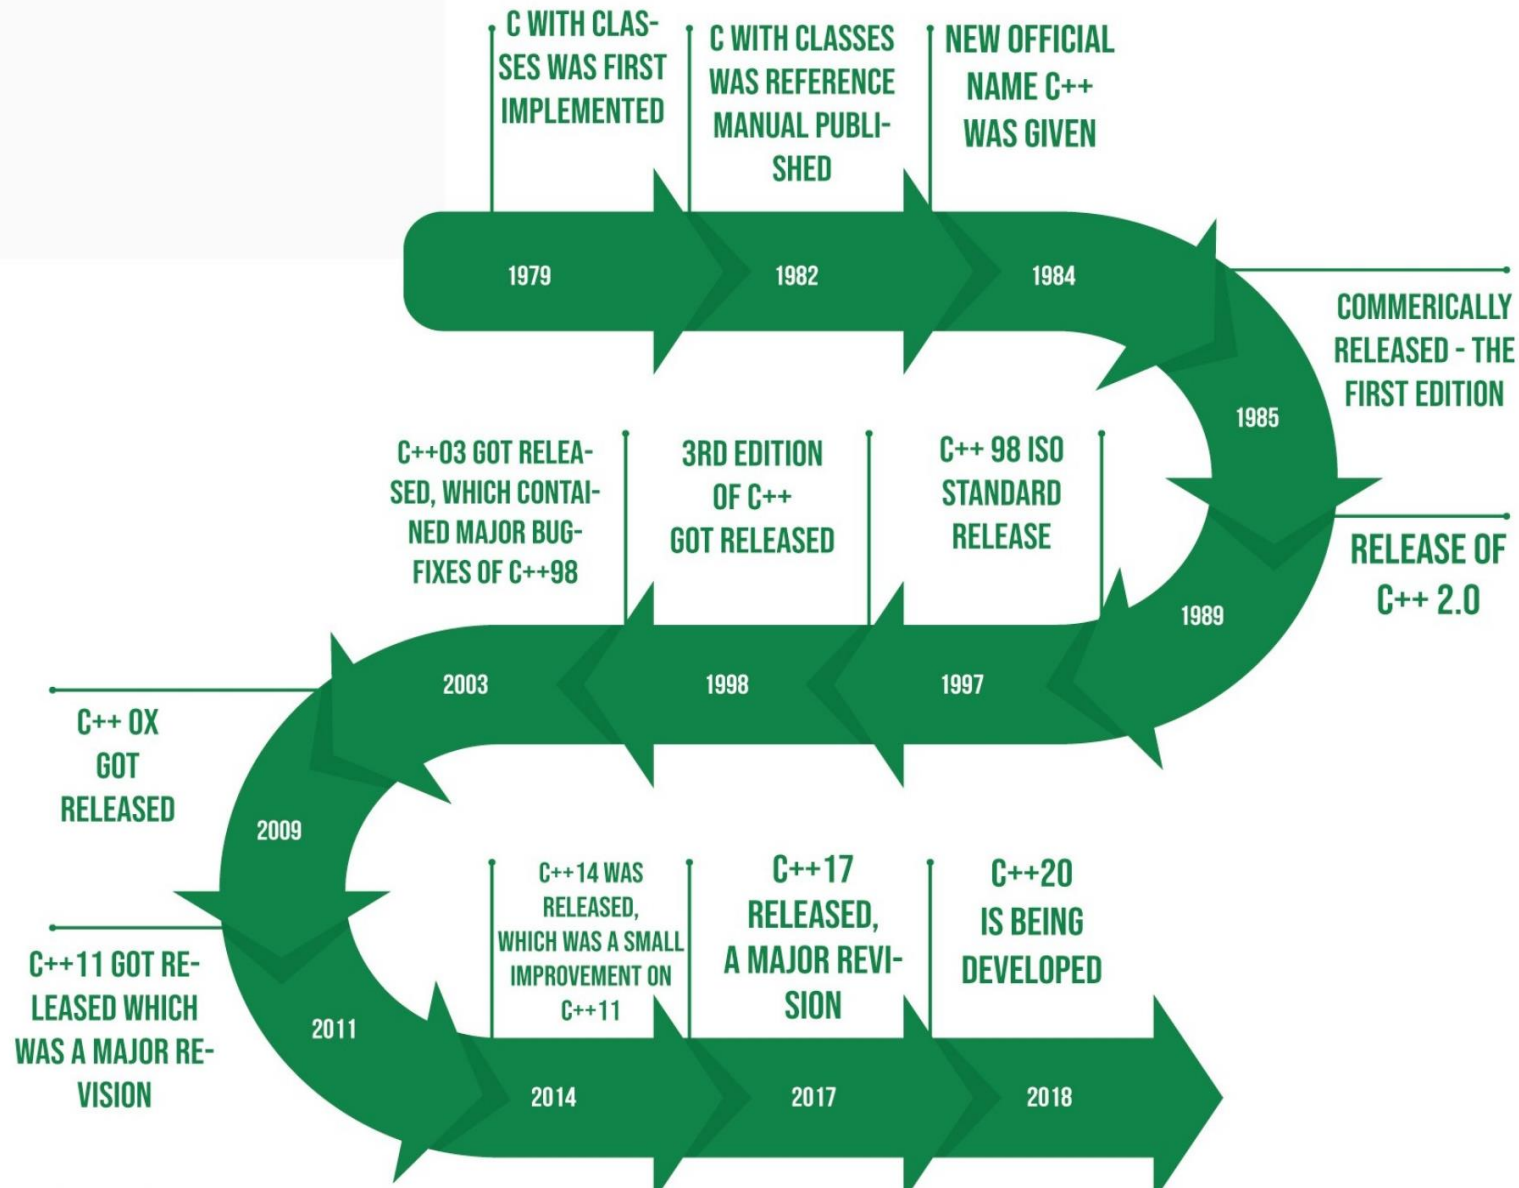 C WITH CLAS-
SES WAS FIRST
IMPLEMENTED
C WITH CLASSES
WAS REFERENCE
MANUAL PUBLI-
SHED
NEW OFFICIAL
NAME C++
WAS GIVEN
1979
1982
1984
COMMERICALLY
RELEASED - THE
FIRST EDITION
1985
RELEASE OF
C++ 2.0
1989
C++ 98 ISO
STANDARD
RELEASE
1997
3RD EDITION
OF C++
GOT RELEASED
1998
C++03 GOT RELEA-
SED, WHICH CONTAI-
NED MAJOR BUG-
FIXES OF C++98
2003
C++ 0X
GOT
RELEASED
2009
C++11 GOT RE-
LEASED WHICH
WAS A MAJOR RE-
VISION
2011
C++14 WAS
RELEASED,
WHICH WAS A SMALL
IMPROVEMENT ON
C++11
2014
C++17
RELEASED,
A MAJOR REVI-
SION
2017
C++20
IS BEING
DEVELOPED
2018